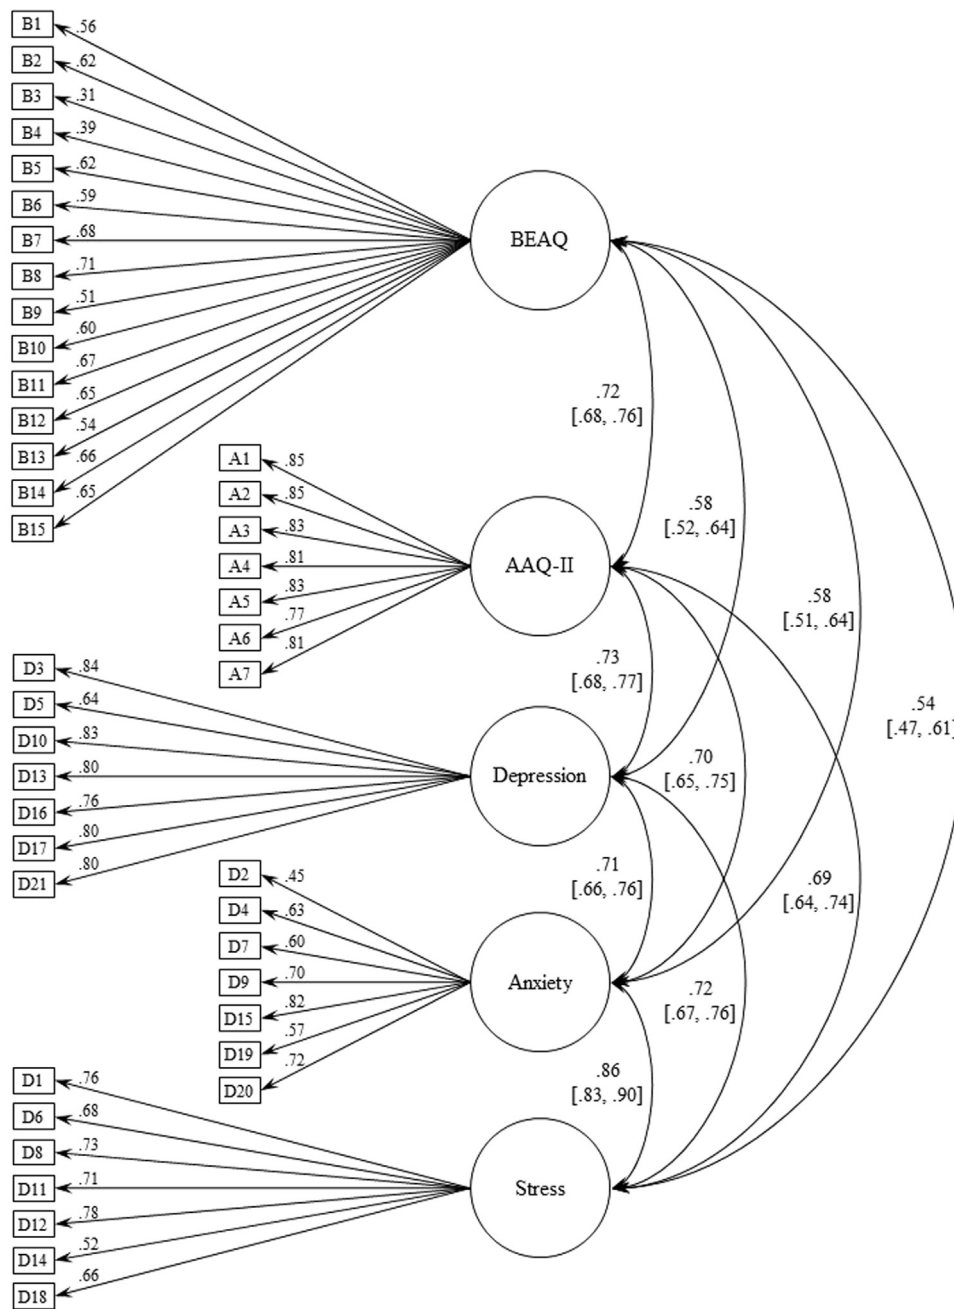 B1 .56
B2 .62
B3 .31
B4 .39
B5 .62
B6 .59
B7 .68
B8 .71
B9 .51
B10 .60
B11 .67
B12 .65
B13 .54
B14 .66
B15 .65
BEAQ
.72
[.68, .76]
A1 .85
A2 .85
A3 .83
A4 .81
A5 .83
A6 .77
A7 .81
AAQ-II
.58
[.52, .64]
.58
[.51, .64]
.73
[.68, .77]
D3 .84
D5 .64
D10 .83
D13 .80
D16 .76
D17 .80
D21 .80
Depression
.54
[.47, .61]
.70
[.65, .75]
.71
[.66, .76]
.69
[.64, .74]
D2 .45
D4 .63
D7 .60
D9 .70
D15 .82
D19 .57
D20 .72
Anxiety
.72
[.67, .76]
.86
[.83, .90]
D1 .76
D6 .68
D8 .73
D11 .71
D12 .78
D14 .52
D18 .66
Stress